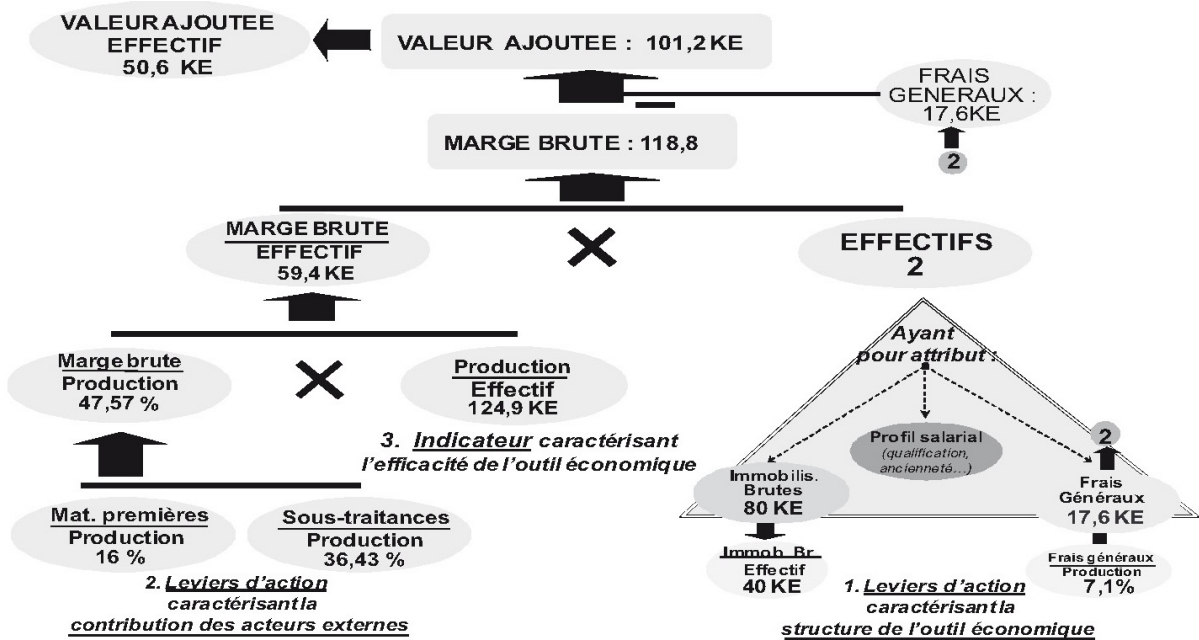 VALEUR AJOUTEE
EFFECTIF
50,6 KE
VALEUR AJOUTEE : 101,2 KE
FRAIS
GENERAUX :
17,6KE
2
MARGE BRUTE : 118,8
MARGE BRUTE
EFFECTIF
59,4 KE
EFFECTIFS
2
Marge brute
Production
47,57 %
Production
Effectif
124,9 KE
3. Indicateur caractérisant
l'efficacité de l'outil économique
Mat. premières
Production
16 %
Sous-traitances
Production
36,43 %
2. Leviers d'action
caractérisant la
contribution des acteurs externes
Ayant
pour attribut :
Profil salarial
(qualification,
ancienneté...)
Immobilis.
Brutes
80 KE
Immob. Br.
Effectif
40 KE
2
Frais
Généraux
17,6 KE
Frais généraux
Production
7,1%
1. Leviers d'action
caractérisant la
structure de l'outil économique